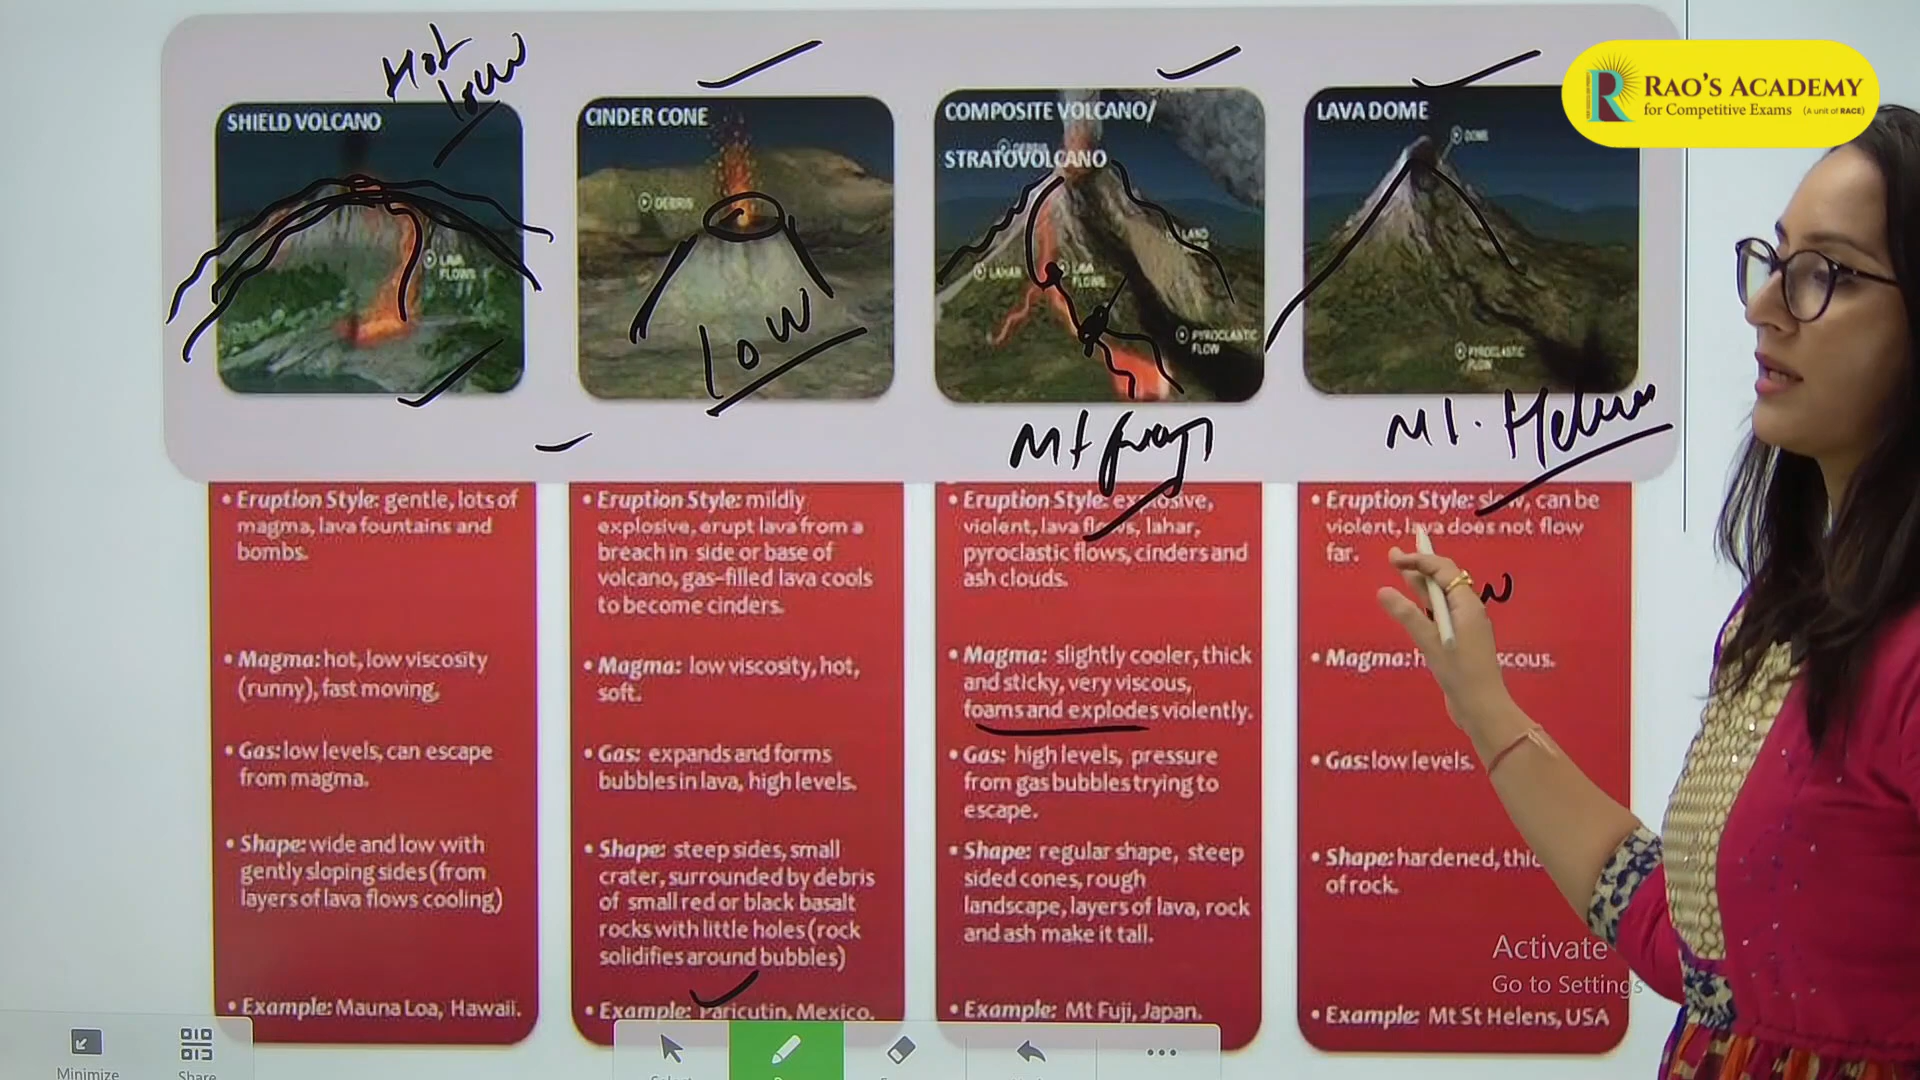 Hot
low
RAO'S ACADEMY
for Competitive Exams (A unit of RACE)
SHIELD VOLCANO
LAVA
FLOWS
CINDER CONE
DEBRIS
low
COMPOSITE VOLCANO/
STRATOVOLCANO
LAHAR
LAVA
FLOWS
LAND
PYROCLASTIC
FLOW
LAVA DOME
DOME
PYROCLASTIC
FLOW
Mt
Mt.
• Eruption Style: gentle, lots of
magma, lava fountains and
bombs.
• Magma: hot, low viscosity
(runny), fast moving,
• Gas: low levels, can escape
from magma.
• Shape: wide and low with
gently sloping sides (from
layers of lava flows cooling)
• Example: Mauna Loa, Hawaii.
• Eruption Style: mildly
explosive, erupt lava from a
breach in side or base of
volcano, gas-filled lava cools
to become cinders.
• Magma: low viscosity, hot,
soft.
• Gas: expands and forms
bubbles in lava, high levels.
• Shape: steep sides, small
crater, surrounded by debris
of small red or black basalt
rocks with little holes (rock
solidifies around bubbles)
• Example: Paricutin, Mexico.
• Eruption Style: explosive,
violent, lava flows, lahar,
pyroclastic flows, cinders and
ash clouds.
• Magma: slightly cooler, thick
and sticky, very viscous,
foams and explodes violently.
• Gas: high levels, pressure
from gas bubbles trying to
escape.
• Shape: regular shape, steep
sided cones, rough
landscape, layers of lava, rock
and ash make it tall.
• Example: Mt Fuji, Japan.
• Eruption Style: slow, can be
violent, lava does not flow
far.
• Magma:
• Gas: low levels.
• Shape: hardened,
of rock.
• Example: Mt St Helens, USA
Activate
Go to Settings
Minimize
Share